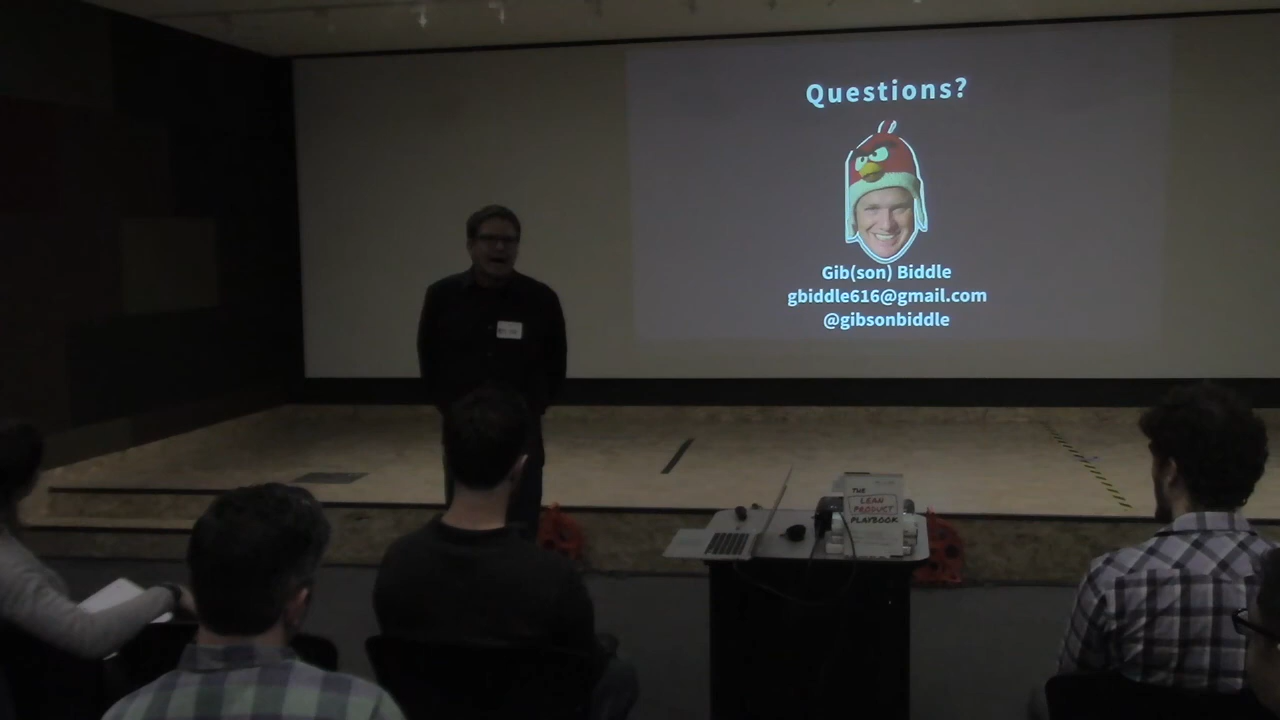 Questions?
Gib(son) Biddle
gbiddle616@gmail.com
@gibsonbiddle
THE
LEAN
PRODUCT
PLAYBOOK